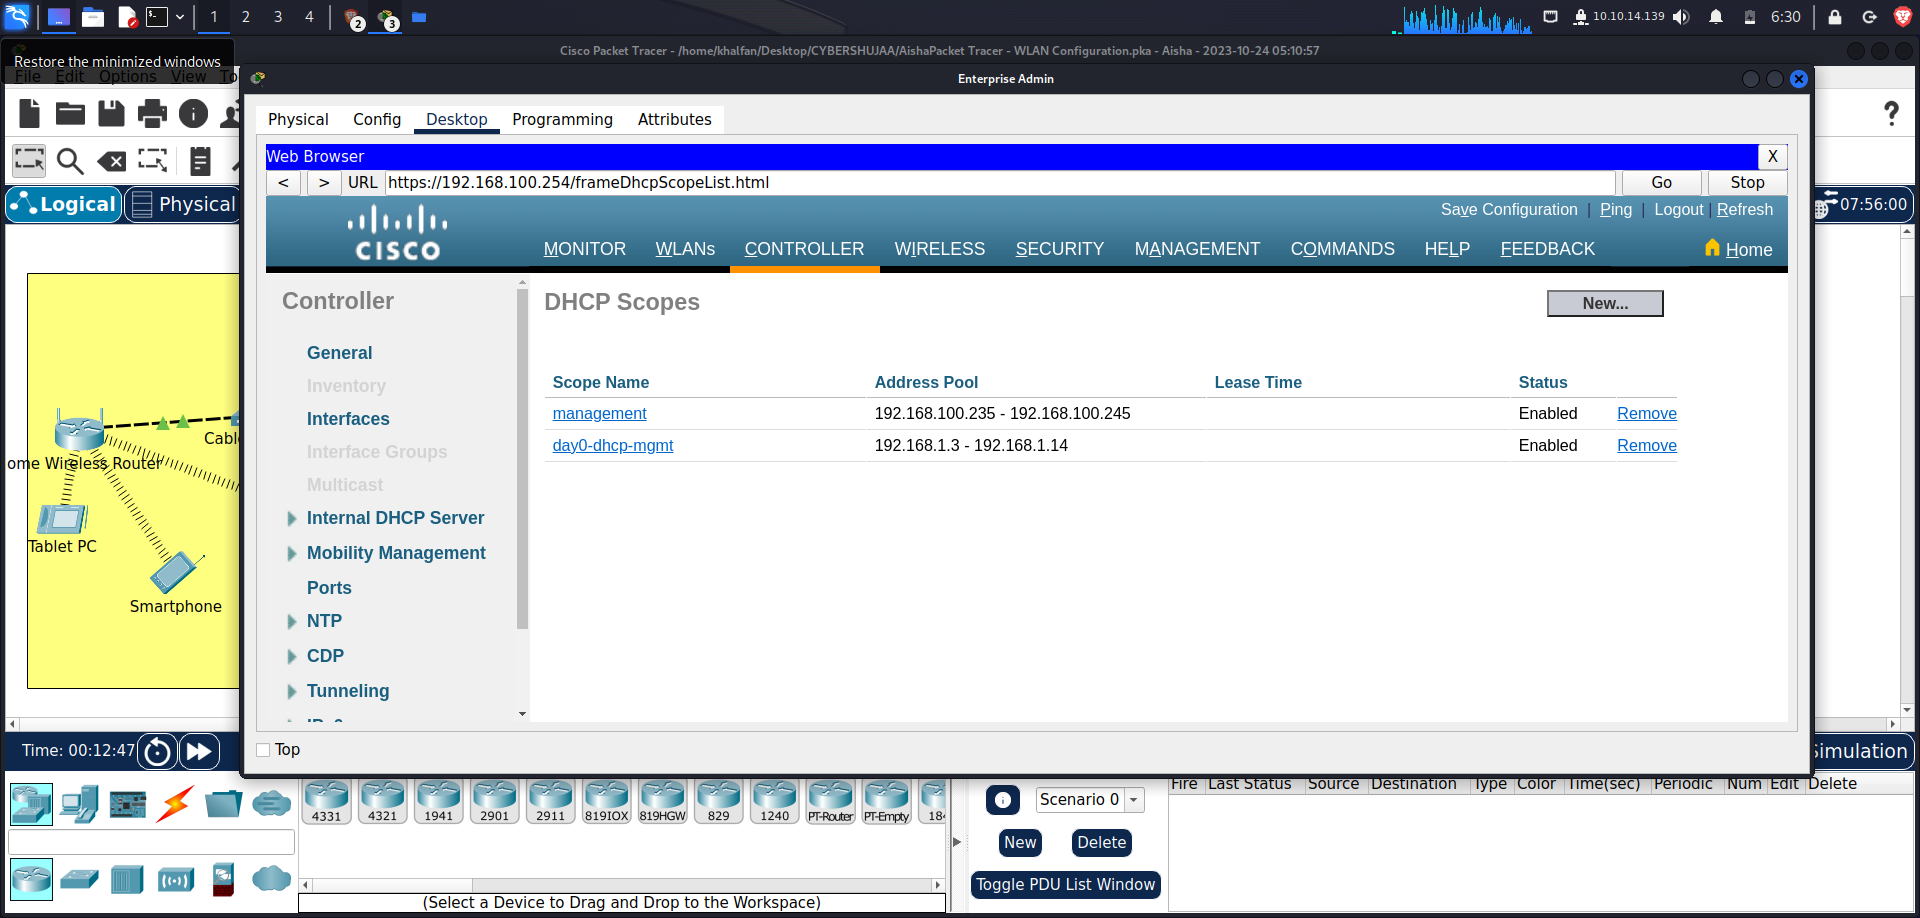 1 2 3 4 2 3 10.10.14.139 6:30
Cisco Packet Tracer - /home/khalfan/Desktop/CYBERSHUJAA/AishaPacket Tracer - WLAN Configuration.pka - Aisha - 2023-10-24 05:10:57
Restore the minimized windows
File Edit Options View To
Enterprise Admin
Physical Config Desktop Programming Attributes
Web Browser X
< > URL https://192.168.100.254/frameDhcpScopeList.html Go Stop
Logical Physical 07:56:00
Save Configuration | Ping | Logout | Refresh
CISCO
MONITOR WLANs CONTROLLER WIRELESS SECURITY MANAGEMENT COMMANDS HELP FEEDBACK Home
Controller
General
Inventory
Interfaces
Interface Groups
Multicast
Internal DHCP Server
Mobility Management
Ports
NTP
CDP
Tunneling
DHCP Scopes New...
Scope Name Address Pool Lease Time Status
management 192.168.100.235 - 192.168.100.245 Enabled Remove
day0-dhcp-mgmt 192.168.1.3 - 192.168.1.14 Enabled Remove
Cabl
ome Wireless Router
Tablet PC
Smartphone
Top
Time: 00:12:47 Simulation
4331 4321 1941 2901 2911 819IOX 819HGW 829 1240 PT-Router PT-Empty 184
(Select a Device to Drag and Drop to the Workspace)
Scenario 0
New Delete
Toggle PDU List Window
Fire Last Status Source Destination Type Color Time(sec) Periodic Num Edit Delete